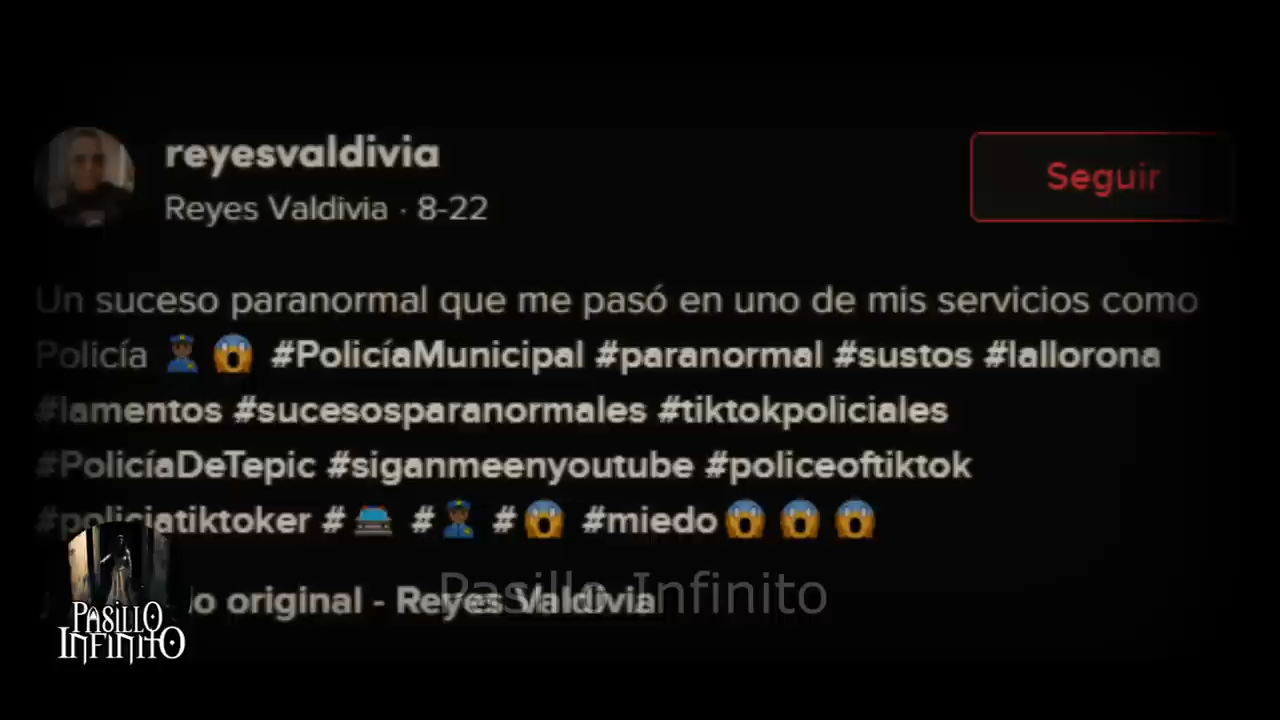 reyesvaldivia
Reyes Valdivia · 8-22
Seguir
Un suceso paranormal que me pasó en uno de mis servicios como
Policía 👮🏾‍♂️😱 #PolicíaMunicipal #paranormal #sustos #lallorona
#lamentos #sucesosparanormales #tiktokpoliciales
#PolicíaDeTepic #siganmeenyoutube #policeoftiktok
#policiatiktoker #🚔 #👮🏾‍♂️ #😱 #miedo😱😱😱
original - Reyes Valdivia
Pasillo Infinito
PASILLO
INFINITO